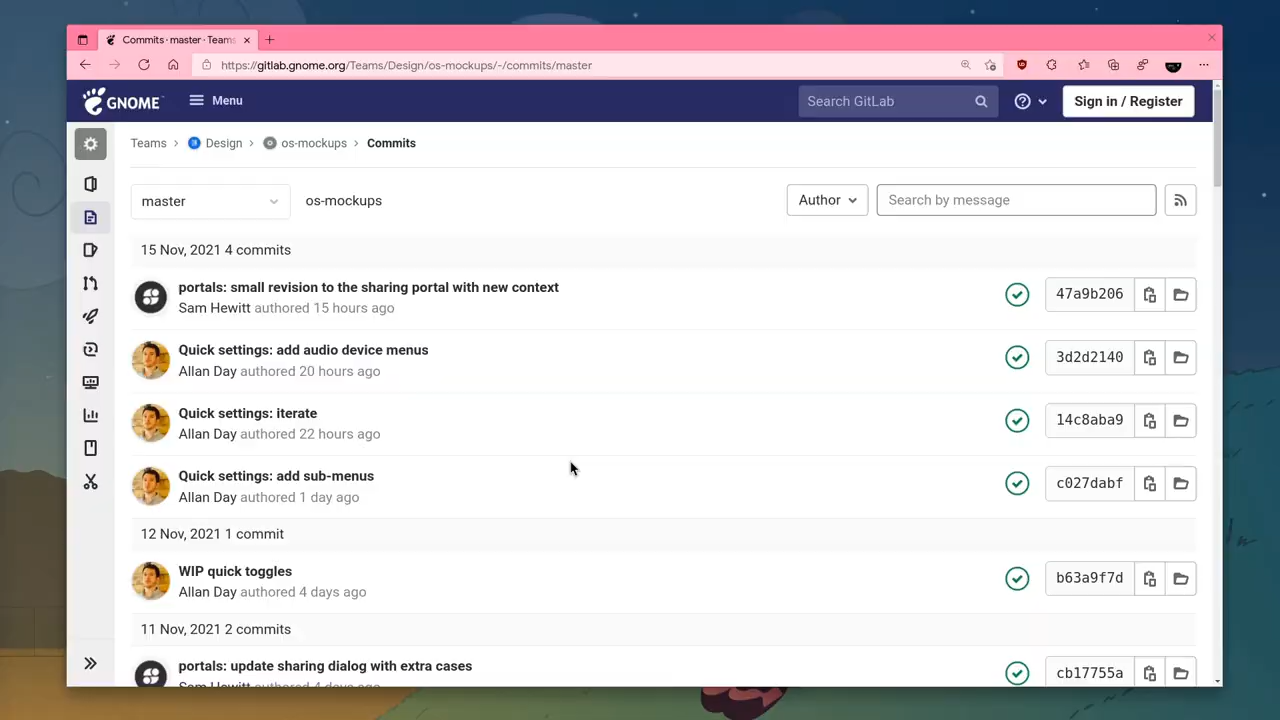 Commits · master · Teams
https://gitlab.gnome.org/Teams/Design/os-mockups/-/commits/master
GNOME
Menu
Search GitLab
Sign in / Register
Teams > Design > os-mockups > Commits
master
os-mockups
Author
Search by message
15 Nov, 2021 4 commits
portals: small revision to the sharing portal with new context
Sam Hewitt authored 15 hours ago
47a9b206
Quick settings: add audio device menus
Allan Day authored 20 hours ago
3d2d2140
Quick settings: iterate
Allan Day authored 22 hours ago
14c8aba9
Quick settings: add sub-menus
Allan Day authored 1 day ago
c027dabf
12 Nov, 2021 1 commit
WIP quick toggles
Allan Day authored 4 days ago
b63a9f7d
11 Nov, 2021 2 commits
portals: update sharing dialog with extra cases
Sam Hewitt authored 4 days ago
cb17755a